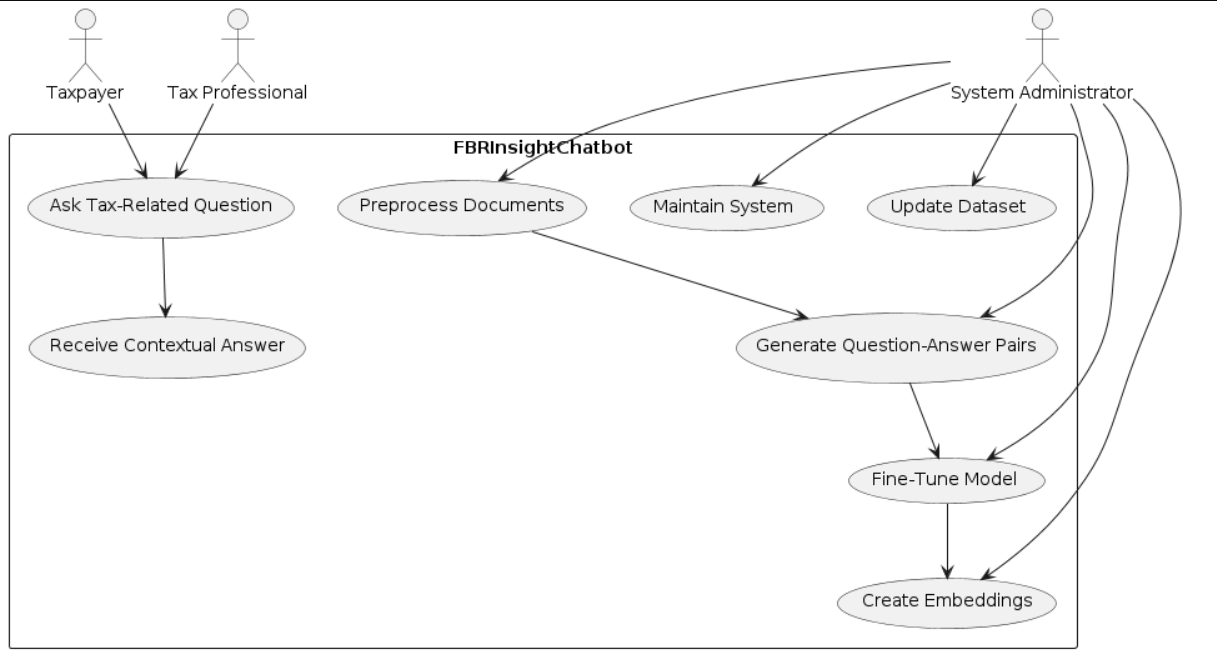 Taxpayer
Tax Professional
System Administrator
FBRInsightChatbot
Ask Tax-Related Question
Preprocess Documents
Maintain System
Update Dataset
Receive Contextual Answer
Generate Question-Answer Pairs
Fine-Tune Model
Create Embeddings